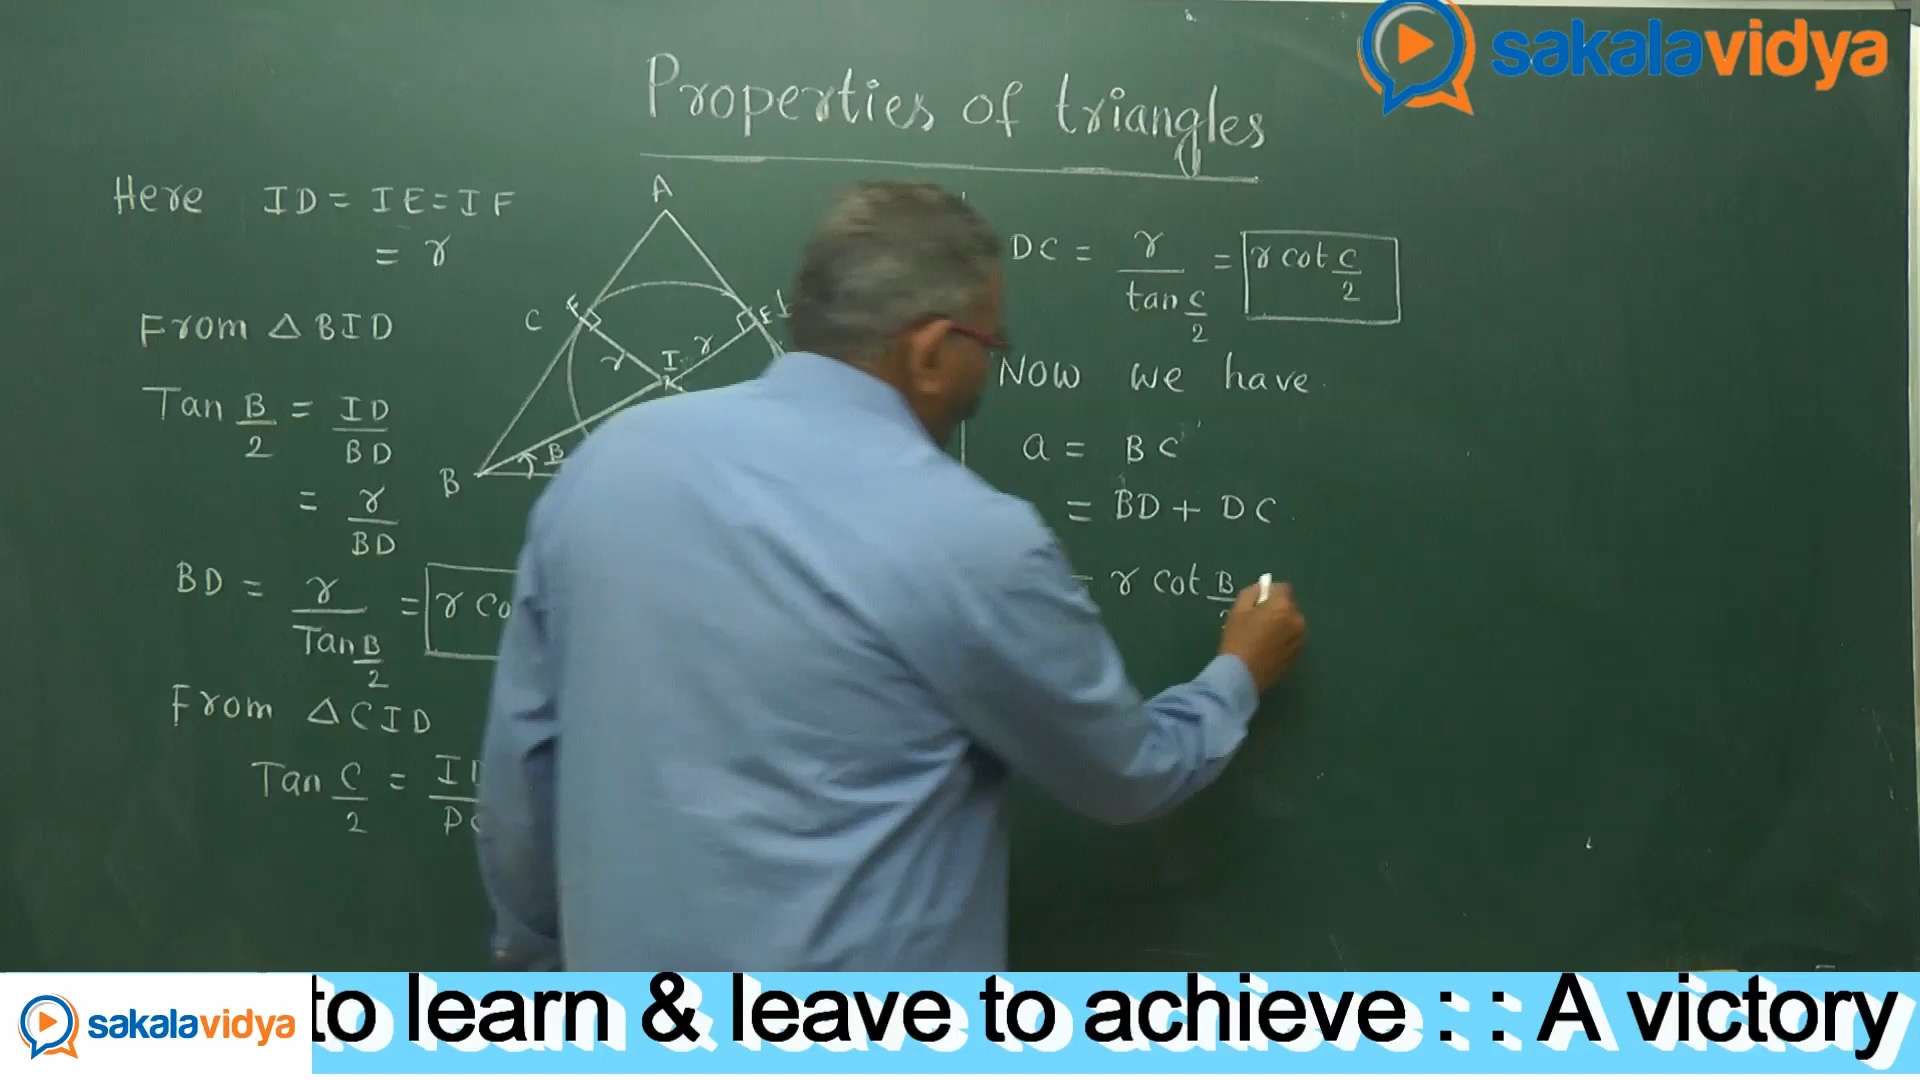 sakalavidya
Properties of triangles
Here ID = IE = IF
= r
From △ BID
Tan B/2 = ID/BD
= r/BD
BD = r/Tan B/2 = r co
From △ CID
Tan C/2 =
A
F
C
E
r
r
I
B
B
DC = r/tan C/2 = r cot C/2
Now we have
a = BC
= BD + DC
= r cot B
sakalavidya
to learn & leave to achieve : : A victory